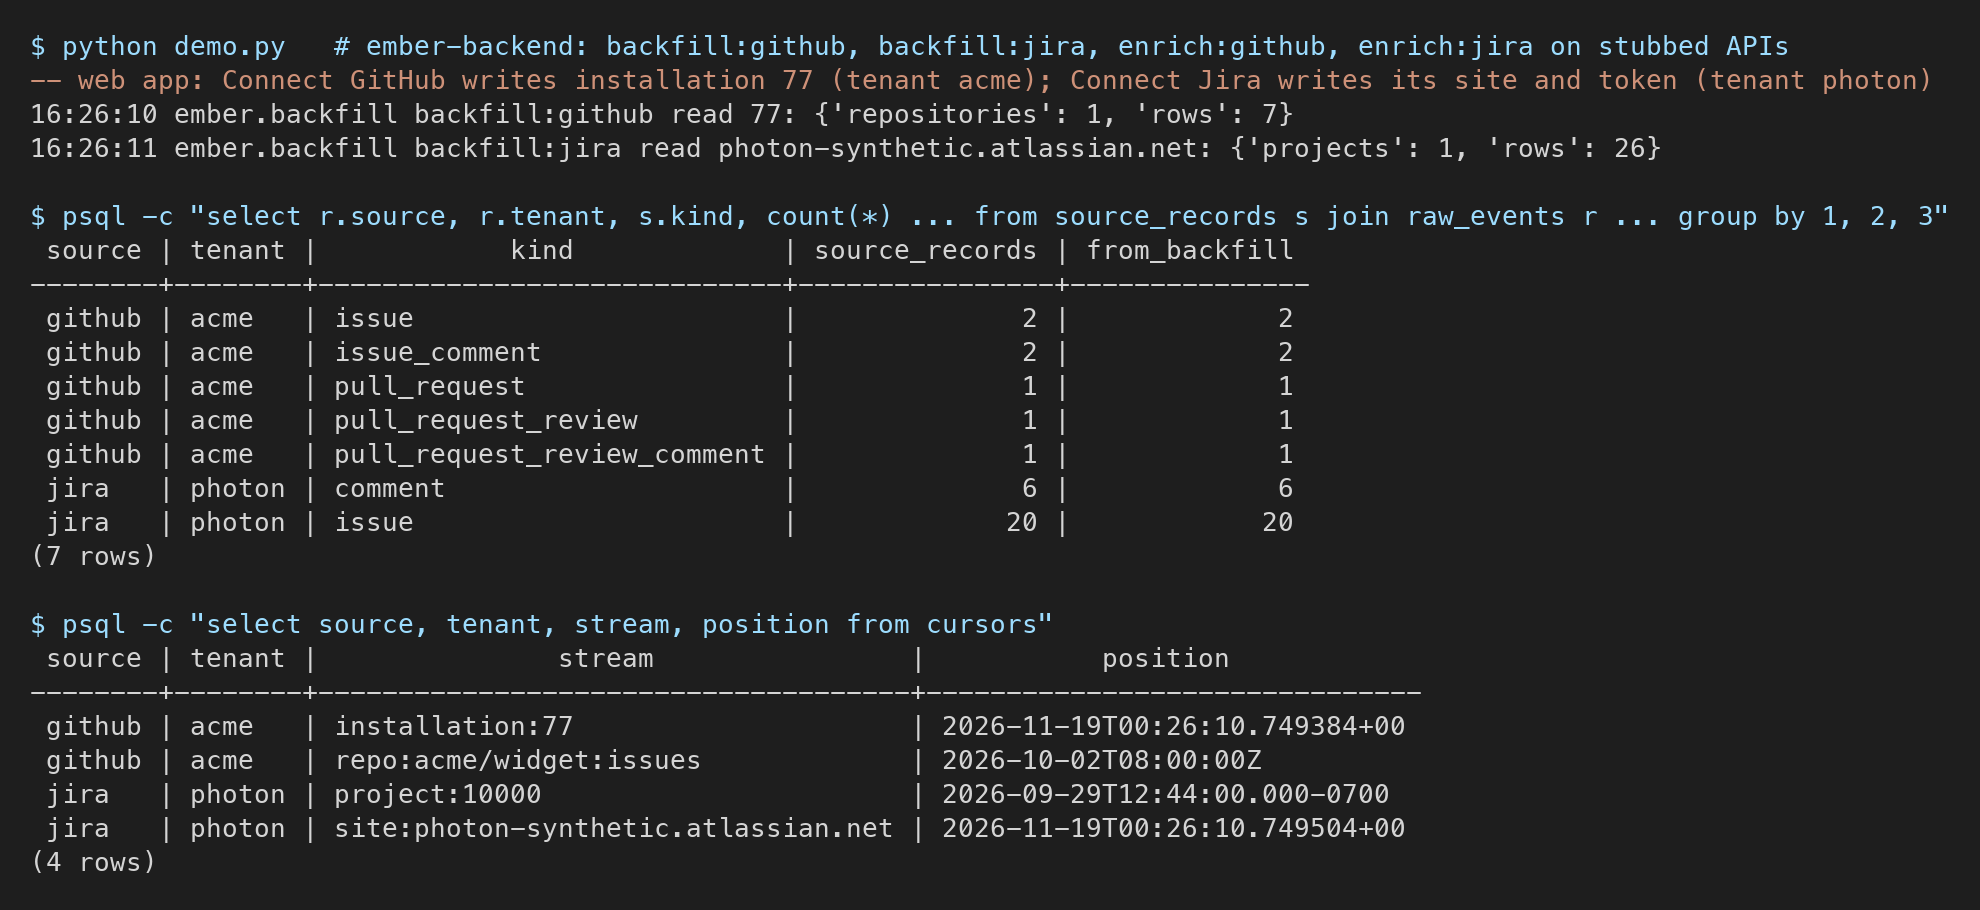 $ python demo.py   # ember-backend: backfill:github, backfill:jira, enrich:github, enrich:jira on stubbed APIs
-- web app: Connect GitHub writes installation 77 (tenant acme); Connect Jira writes its site and token (tenant photon)
16:26:10 ember.backfill backfill:github read 77: {'repositories': 1, 'rows': 7}
16:26:11 ember.backfill backfill:jira read photon-synthetic.atlassian.net: {'projects': 1, 'rows': 26}

$ psql -c "select r.source, r.tenant, s.kind, count(*) ... from source_records s join raw_events r ... group by 1, 2, 3"
 source | tenant |            kind             | source_records | from_backfill
--------+--------+-----------------------------+----------------+---------------
 github | acme   | issue                       |              2 |             2
 github | acme   | issue_comment               |              2 |             2
 github | acme   | pull_request                |              1 |             1
 github | acme   | pull_request_review         |              1 |             1
 github | acme   | pull_request_review_comment |              1 |             1
 jira   | photon | comment                     |              6 |             6
 jira   | photon | issue                       |             20 |            20
(7 rows)

$ psql -c "select source, tenant, stream, position from cursors"
 source | tenant |               stream                |           position
--------+--------+-------------------------------------+-------------------------------
 github | acme   | installation:77                     | 2026-11-19T00:26:10.749384+00
 github | acme   | repo:acme/widget:issues             | 2026-10-02T08:00:00Z
 jira   | photon | project:10000                       | 2026-09-29T12:44:00.000-0700
 jira   | photon | site:photon-synthetic.atlassian.net | 2026-11-19T00:26:10.749504+00
(4 rows)